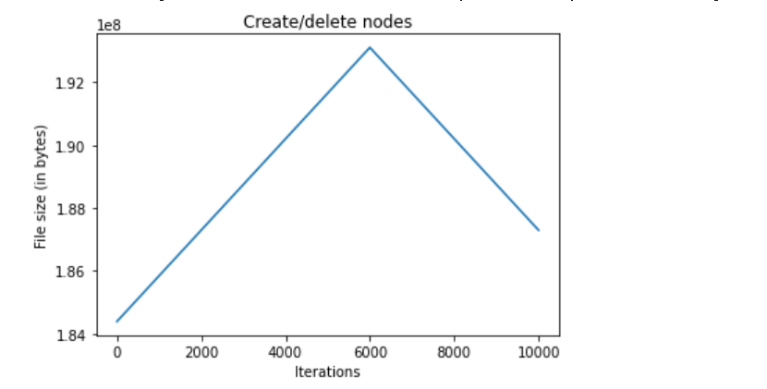 Create/delete nodes
1e8
1.92
1.90
1.88
1.86
1.84
File size (in bytes)
0 2000 4000 6000 8000 10000
Iterations